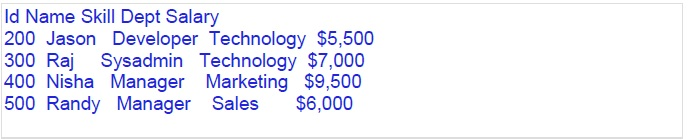 Id Name Skill Dept Salary
200 Jason Developer Technology $5,500
300 Raj Sysadmin Technology $7,000
400 Nisha Manager Marketing $9,500
500 Randy Manager Sales $6,000